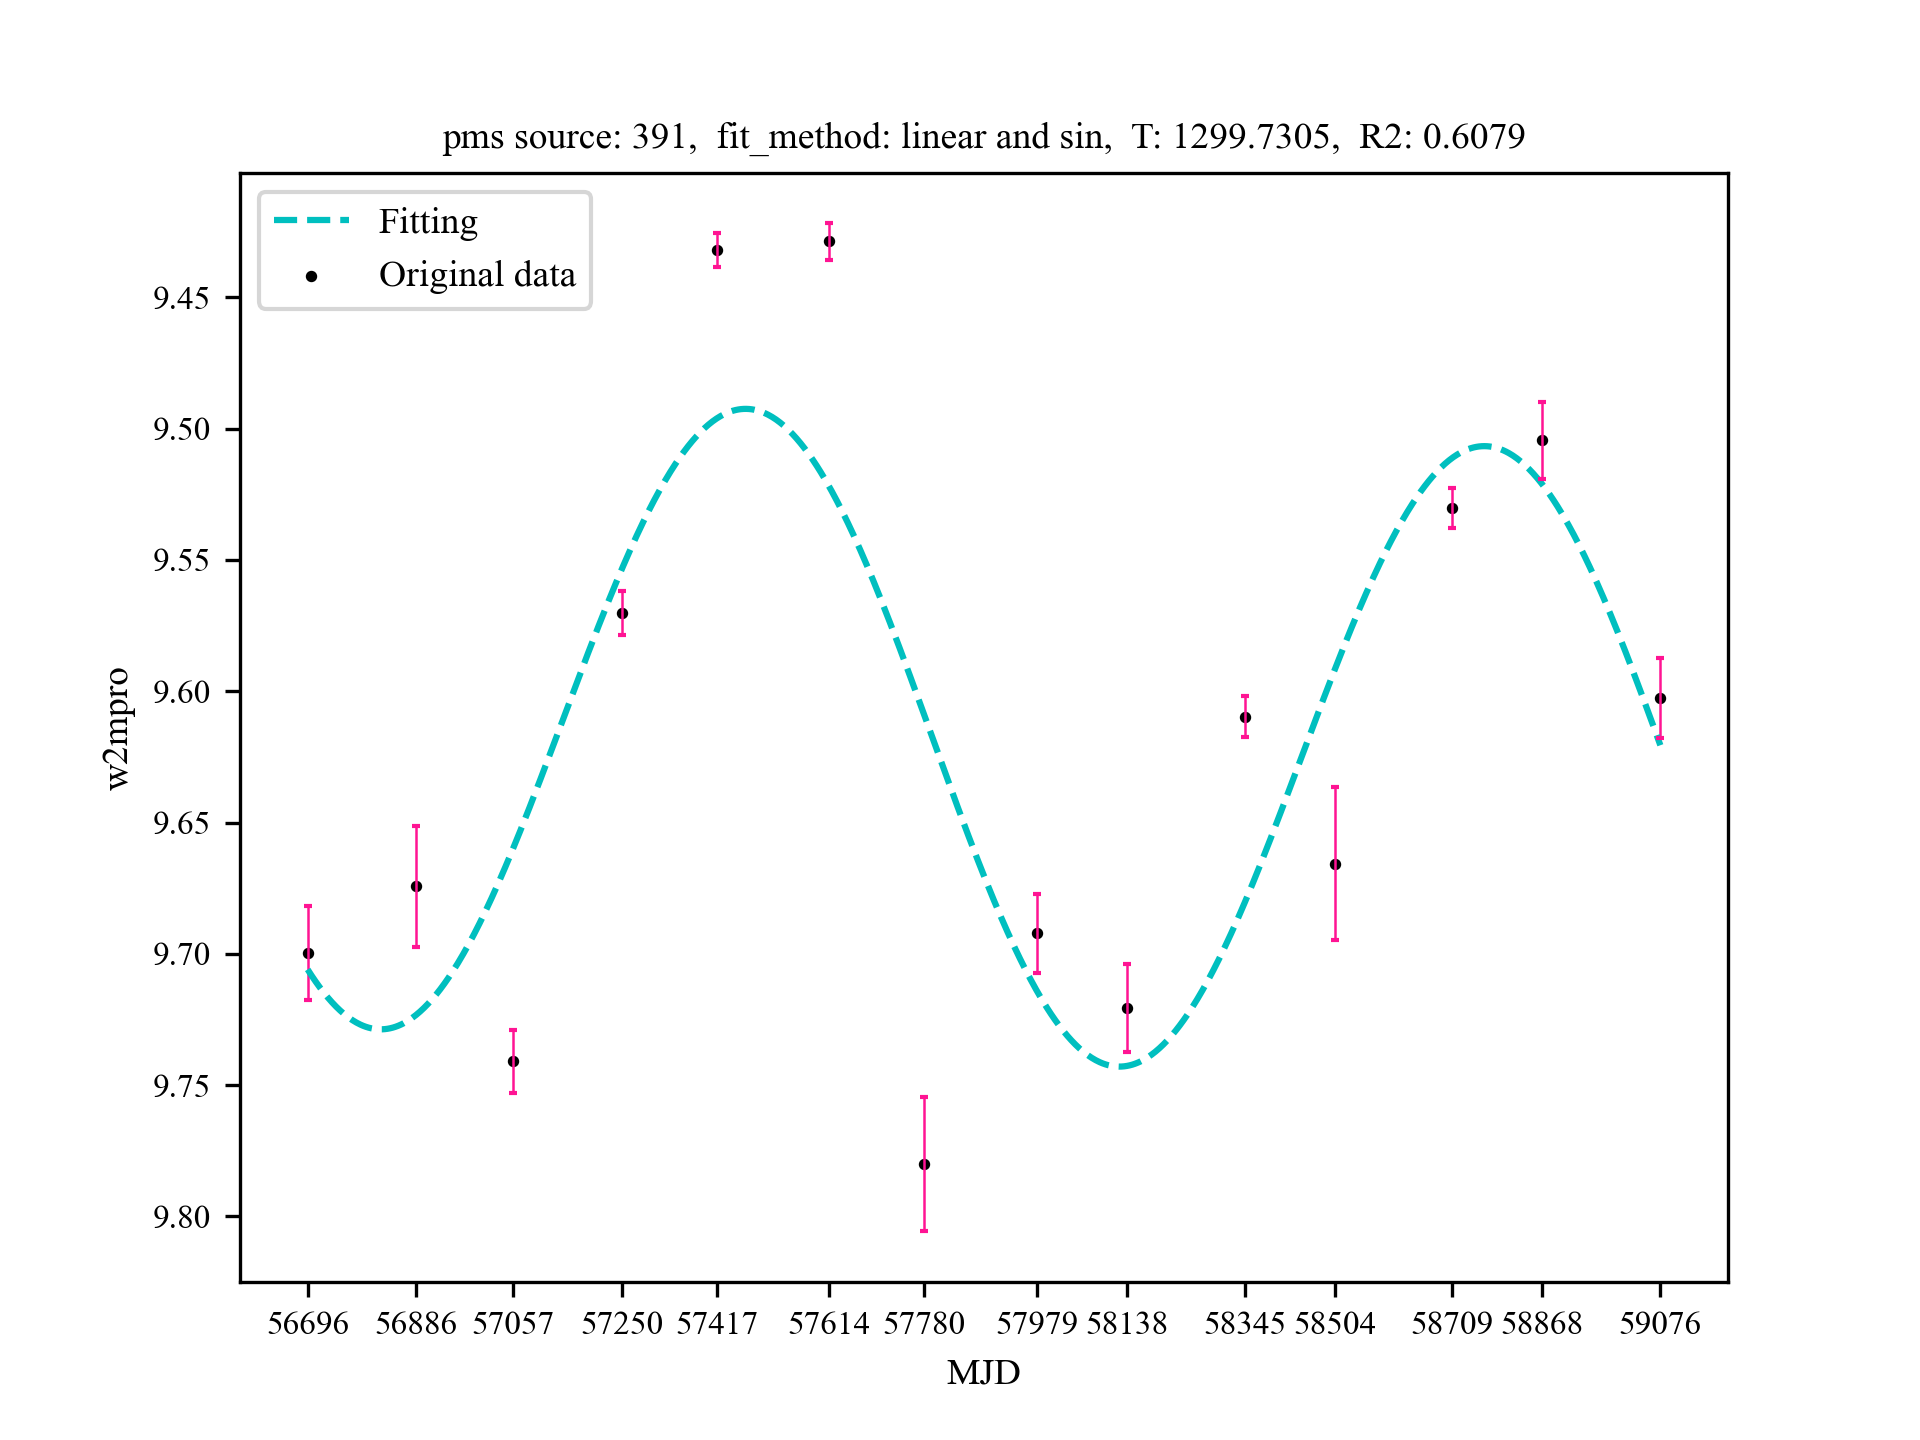 pms source: 391,  fit_method: linear and sin,  T: 1299.7305,  R2: 0.6079
Fitting
Original data
9.45
9.50
9.55
9.60
9.65
9.70
9.75
9.80
w2mpro
56696 56886 57057 57250 57417 57614 57780 57979 58138 58345 58504 58709 58868 59076
MJD